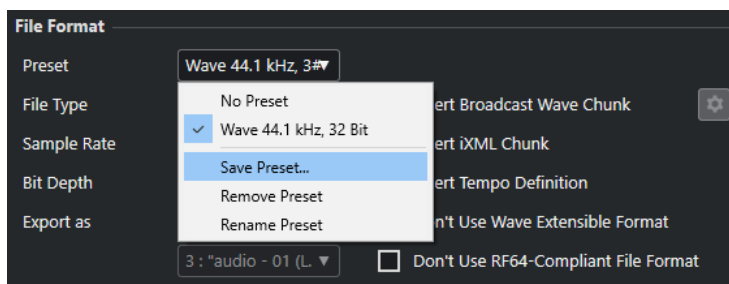 File Format
Preset
Wave 44.1 kHz, 3
File Type
No Preset
ert Broadcast Wave Chunk
Sample Rate
Wave 44.1 kHz, 32 Bit
ert iXML Chunk
Save Preset...
Bit Depth
Remove Preset
ert Tempo Definition
Export as
Rename Preset
n't Use Wave Extensible Format
3 : "audio - 01 (L.
Don't Use RF64-Compliant File Format